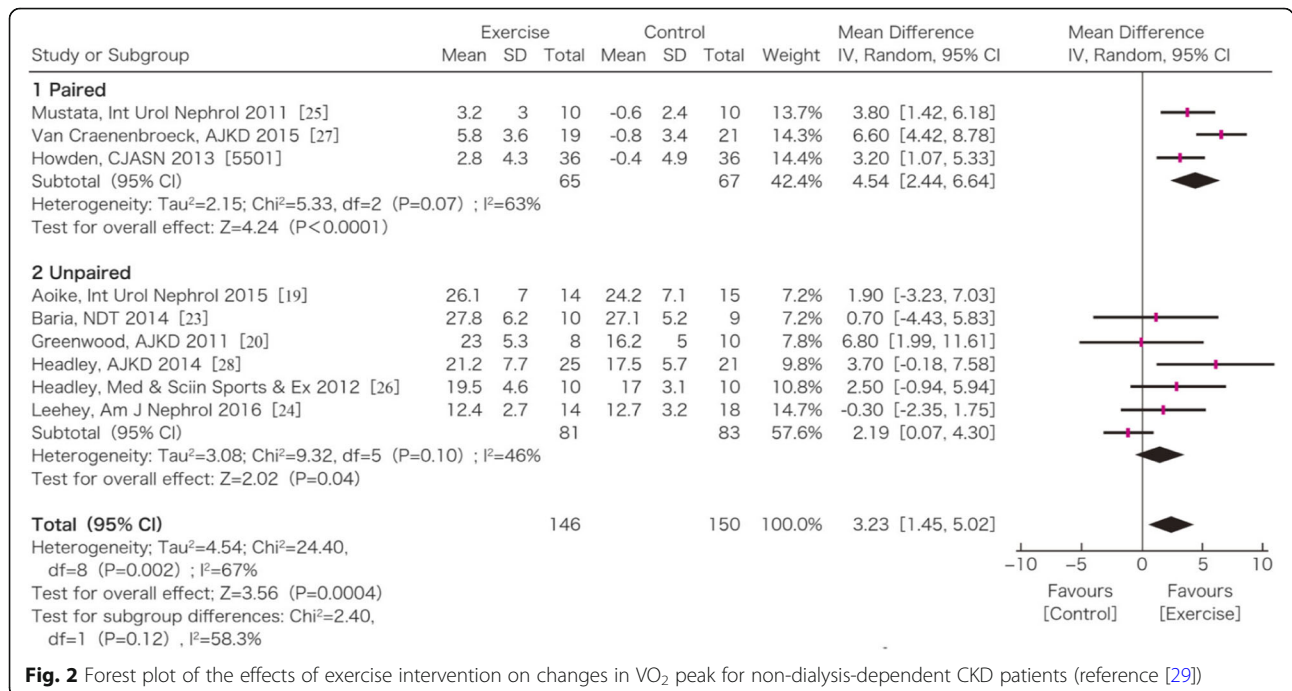 Exercise Control Mean Difference Mean Difference
Study or Subgroup Mean SD Total Mean SD Total Weight IV, Random, 95% CI IV, Random, 95% CI
1 Paired
Mustata, Int Urol Nephrol 2011 [25] 3.2 3 10 -0.6 2.4 10 13.7% 3.80 [1.42, 6.18]
Van Craenenbroeck, AJKD 2015 [27] 5.8 3.6 19 -0.8 3.4 21 14.3% 6.60 [4.42, 8.78]
Howden, CJASN 2013 [5501] 2.8 4.3 36 -0.4 4.9 36 14.4% 3.20 [1.07, 5.33]
Subtotal (95% CI) 65 67 42.4% 4.54 [2.44, 6.64]
Heterogeneity: Tau²=2.15; Chi²=5.33, df=2 (P=0.07) ; I²=63%
Test for overall effect: Z=4.24 (P<0.0001)
2 Unpaired
Aoike, Int Urol Nephrol 2015 [19] 26.1 7 14 24.2 7.1 15 7.2% 1.90 [-3.23, 7.03]
Baria, NDT 2014 [23] 27.8 6.2 10 27.1 5.2 9 7.2% 0.70 [-4.43, 5.83]
Greenwood, AJKD 2011 [20] 23 5.3 8 16.2 5 10 7.8% 6.80 [1.99, 11.61]
Headley, AJKD 2014 [28] 21.2 7.7 25 17.5 5.7 21 9.8% 3.70 [-0.18, 7.58]
Headley, Med & Sciin Sports & Ex 2012 [26] 19.5 4.6 10 17 3.1 10 10.8% 2.50 [-0.94, 5.94]
Leehey, Am J Nephrol 2016 [24] 12.4 2.7 14 12.7 3.2 18 14.7% -0.30 [-2.35, 1.75]
Subtotal (95% CI) 81 83 57.6% 2.19 [0.07, 4.30]
Heterogeneity: Tau²=3.08; Chi²=9.32, df=5 (P=0.10) ; I²=46%
Test for overall effect: Z=2.02 (P=0.04)
Total (95% CI) 146 150 100.0% 3.23 [1.45, 5.02]
Heterogeneity; Tau²=4.54; Chi²=24.40,
df=8 (P=0.002) ; I²=67%
Test for overall effect; Z=3.56 (P=0.0004)
Test for subgroup differences: Chi²=2.40,
df=1 (P=0.12) , I²=58.3%
-10 -5 0 5 10
Favours Favours
[Control] [Exercise]
Fig. 2 Forest plot of the effects of exercise intervention on changes in VO₂ peak for non-dialysis-dependent CKD patients (reference [29])